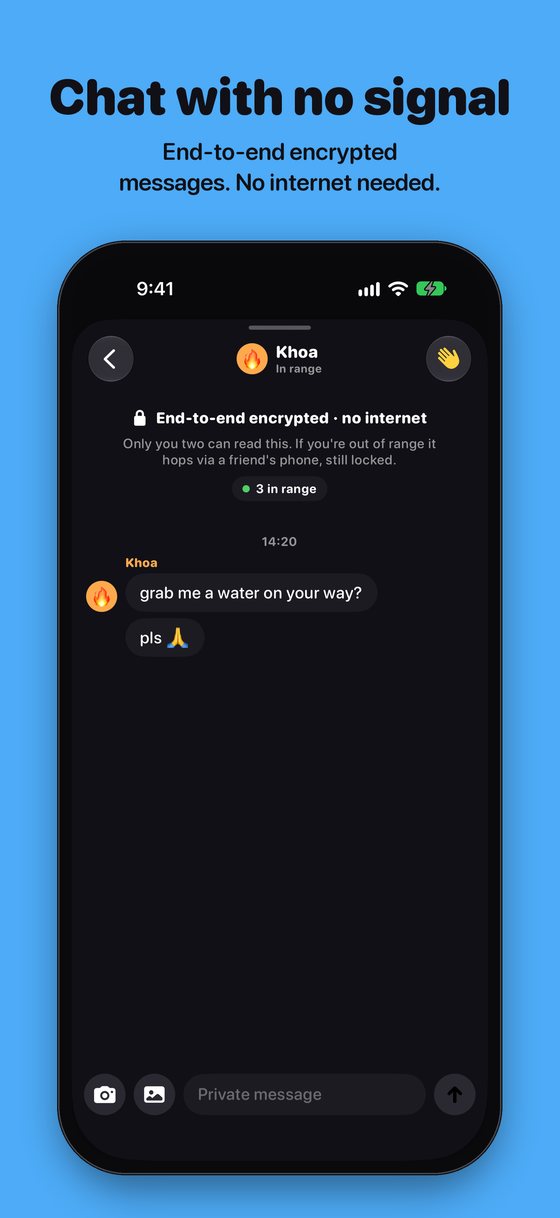 Chat with no signal
End-to-end encrypted
messages. No internet needed.
9:41
Khoa
In range
End-to-end encrypted · no internet
Only you two can read this. If you're out of range it
hops via a friend's phone, still locked.
3 in range
14:20
Khoa
grab me a water on your way?
pls 🙏
Private message